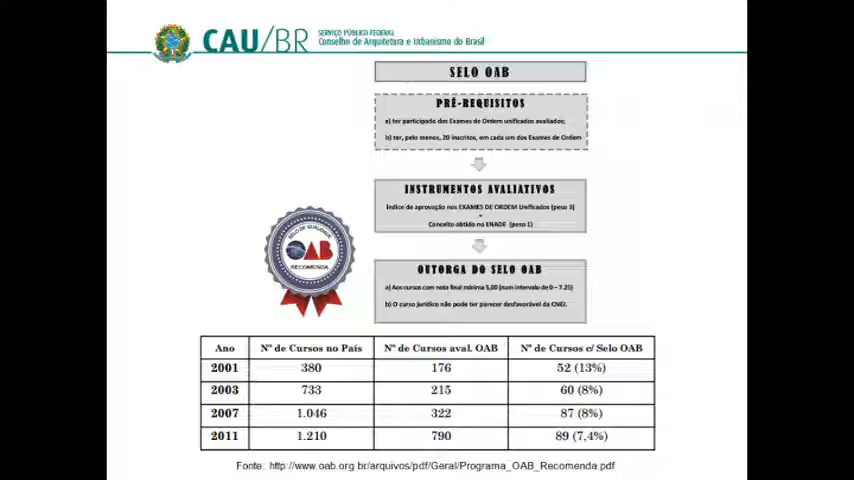 CAU/BR
SERVIÇO PÚBLICO FEDERAL
Conselho de Arquitetura e Urbanismo do Brasil
SELO OAB
PRÉ-REQUISITOS
a) ter participado dos Exames de Ordem unificados avaliados;
b) ter, pelo menos, 20 inscritos, em cada um dos Exames de Ordem
INSTRUMENTOS AVALIATIVOS
Índice de aprovação nos EXAMES DE ORDEM Unificados (peso 3)
+
Conceito obtido no ENADE (peso 1)
SELO DE QUALIDADE
OAB
RECOMENDA
OUTORGA DO SELO OAB
a) Aos cursos com nota final mínima 5,00 (num intervalo de 0 – 7.25)
b) O curso jurídico não pode ter parecer desfavorável da CNEJ.
Ano Nº de Cursos no País Nº de Cursos aval. OAB Nº de Cursos c/ Selo OAB
2001 380 176 52 (13%)
2003 733 215 60 (8%)
2007 1.046 322 87 (8%)
2011 1.210 790 89 (7,4%)
Fonte: http://www.oab.org.br/arquivos/pdf/Geral/Programa_OAB_Recomenda.pdf